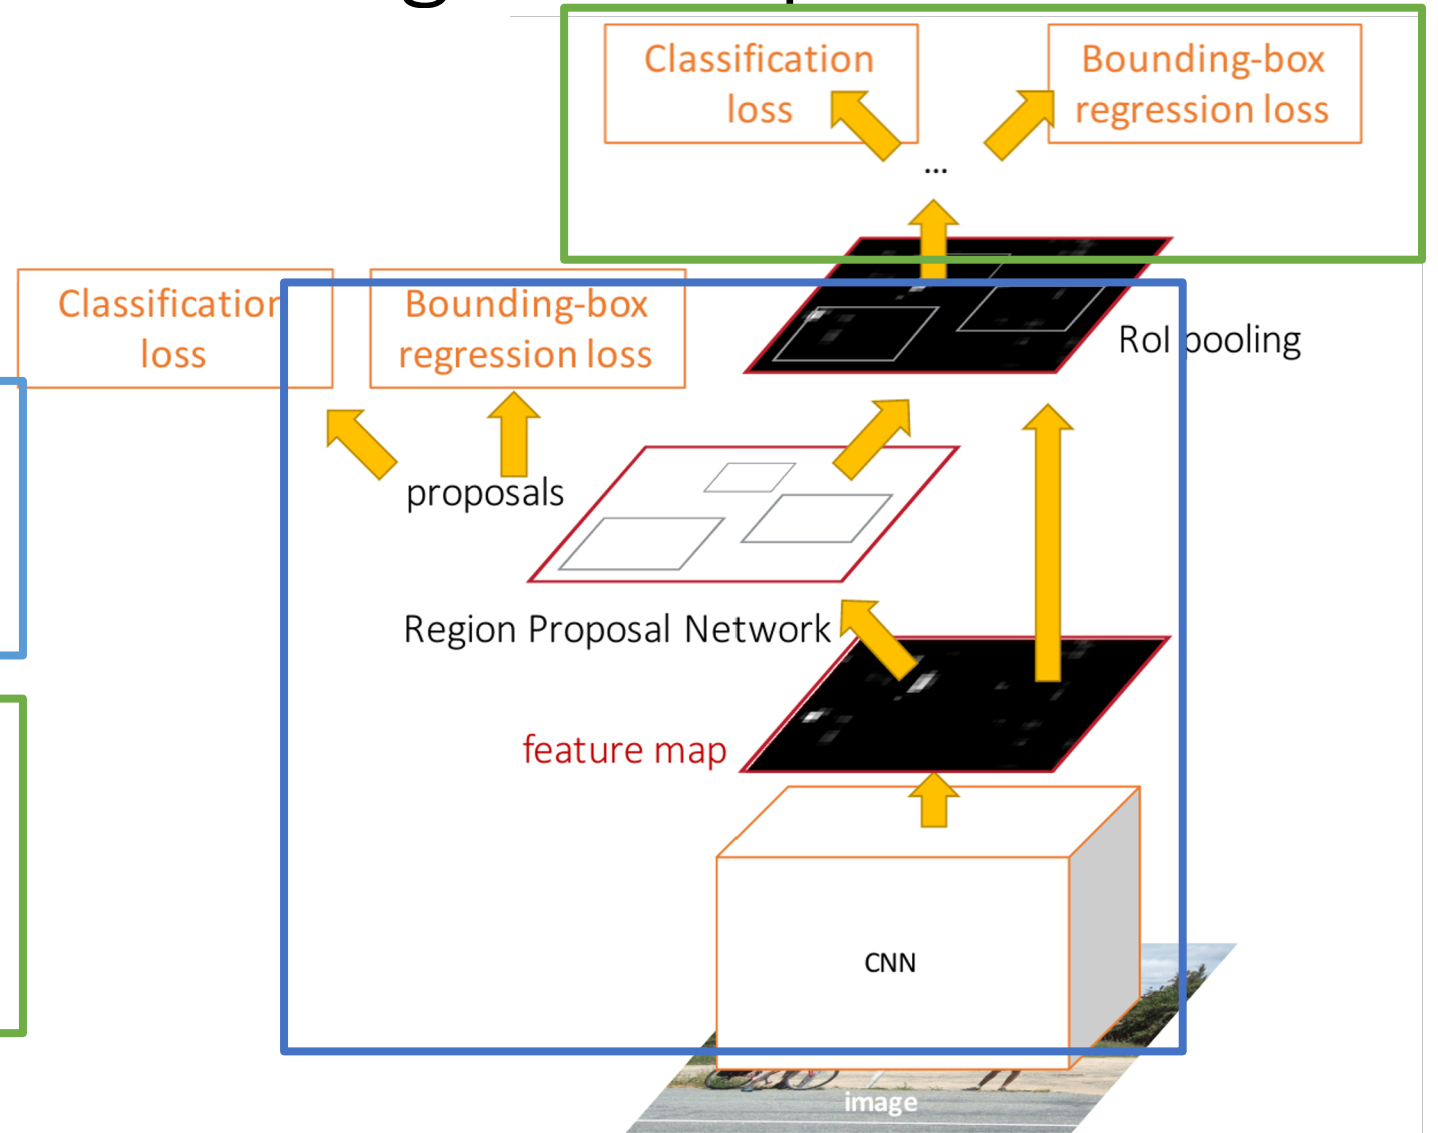 Classification
loss
Bounding-box
regression loss
...
Classification
loss
Bounding-box
regression loss
RoI pooling
proposals
Region Proposal Network
feature map
CNN
image